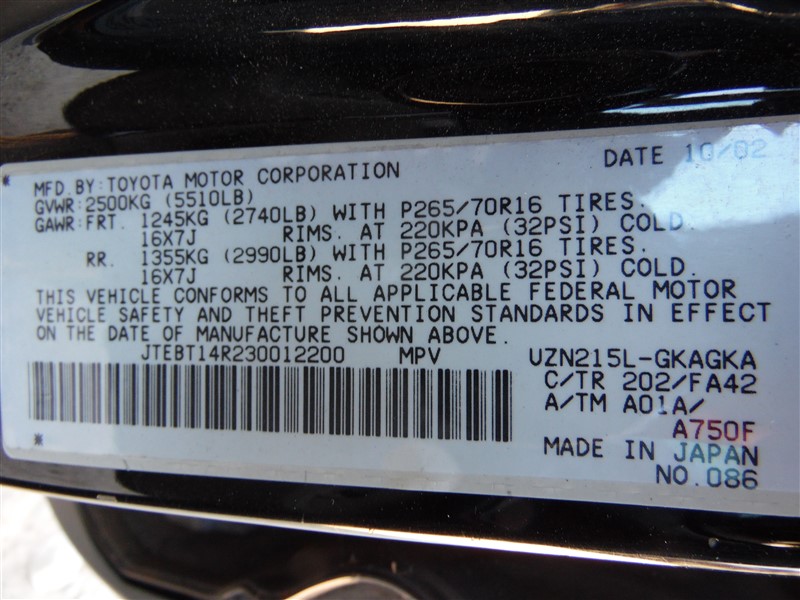 DATE 10/02
MFD.BY:TOYOTA MOTOR CORPORATION
GVWR:2500KG (5510LB)
GAWR:FRT. 1245KG (2740LB) WITH P265/70R16 TIRES.
16X7J RIMS. AT 220KPA (32PSI) COLD.
RR. 1355KG (2990LB) WITH P265/70R16 TIRES.
16X7J RIMS. AT 220KPA (32PSI) COLD.
THIS VEHICLE CONFORMS TO ALL APPLICABLE FEDERAL MOTOR
VEHICLE SAFETY AND THEFT PREVENTION STANDARDS IN EFFECT
ON THE DATE OF MANUFACTURE SHOWN ABOVE.
JTEBT14R230012200 MPV UZN215L-GKAGKA
C/TR 202/FA42
A/TM A01A/
A750F
MADE IN JAPAN
NO.086